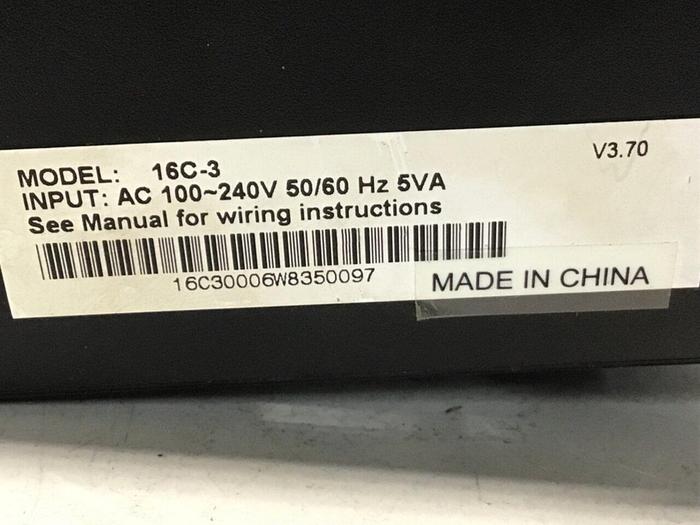 MODEL: 16C-3
V3.70
INPUT: AC 100~240V 50/60 Hz 5VA
See Manual for wiring instructions
16C30006W8350097
MADE IN CHINA